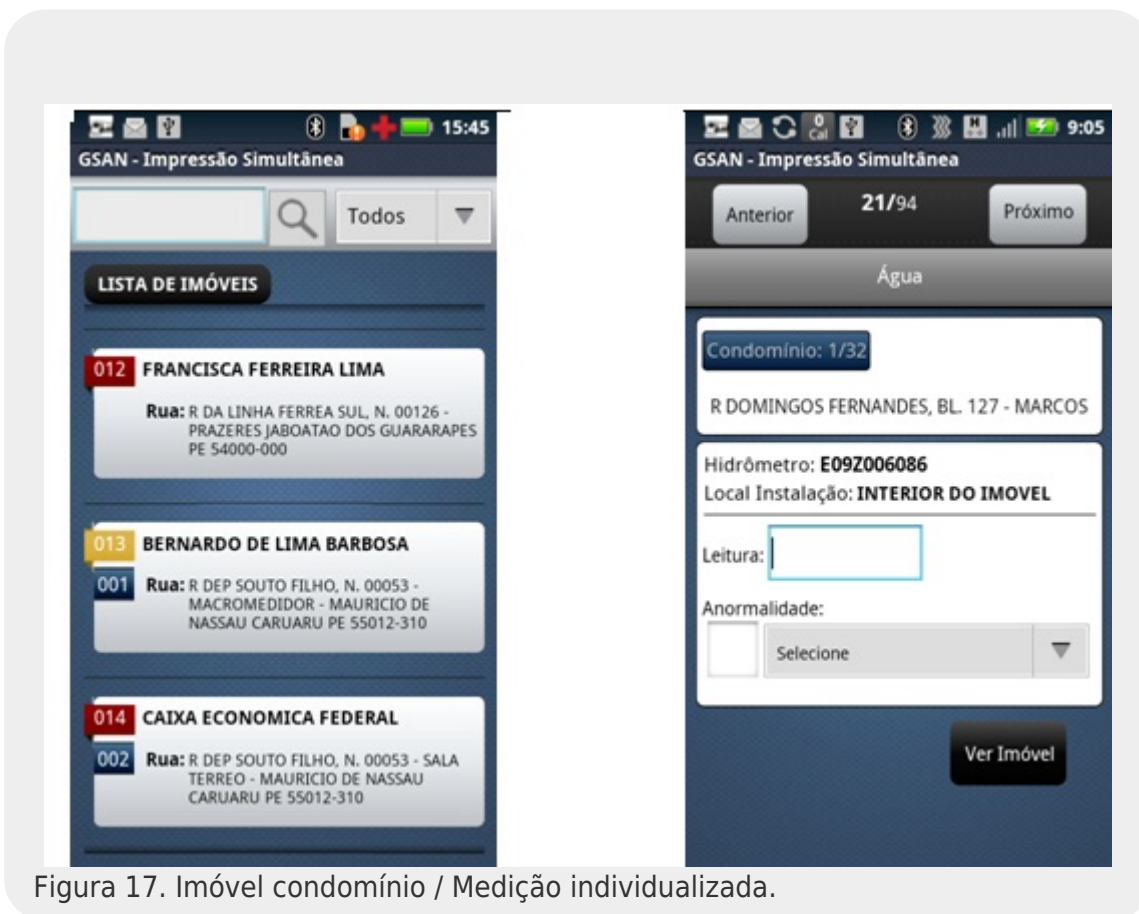 15:45
GSAN - Impressão Simultânea
Todos
LISTA DE IMÓVEIS
012 FRANCISCA FERREIRA LIMA
Rua: R DA LINHA FERREA SUL, N. 00126 -
PRAZERES JABOATAO DOS GUARARAPES
PE 54000-000
013 BERNARDO DE LIMA BARBOSA
001 Rua: R DEP SOUTO FILHO, N. 00053 -
MACROMEDIDOR - MAURICIO DE
NASSAU CARUARU PE 55012-310
014 CAIXA ECONOMICA FEDERAL
002 Rua: R DEP SOUTO FILHO, N. 00053 - SALA
TERREO - MAURICIO DE NASSAU
CARUARU PE 55012-310
0 Cal H 9:05
GSAN - Impressão Simultânea
Anterior 21/94 Próximo
Água
Condomínio: 1/32
R DOMINGOS FERNANDES, BL. 127 - MARCOS
Hidrômetro: E09Z006086
Local Instalação: INTERIOR DO IMOVEL
Leitura:
Anormalidade:
Selecione
Ver Imóvel
Figura 17. Imóvel condomínio / Medição individualizada.